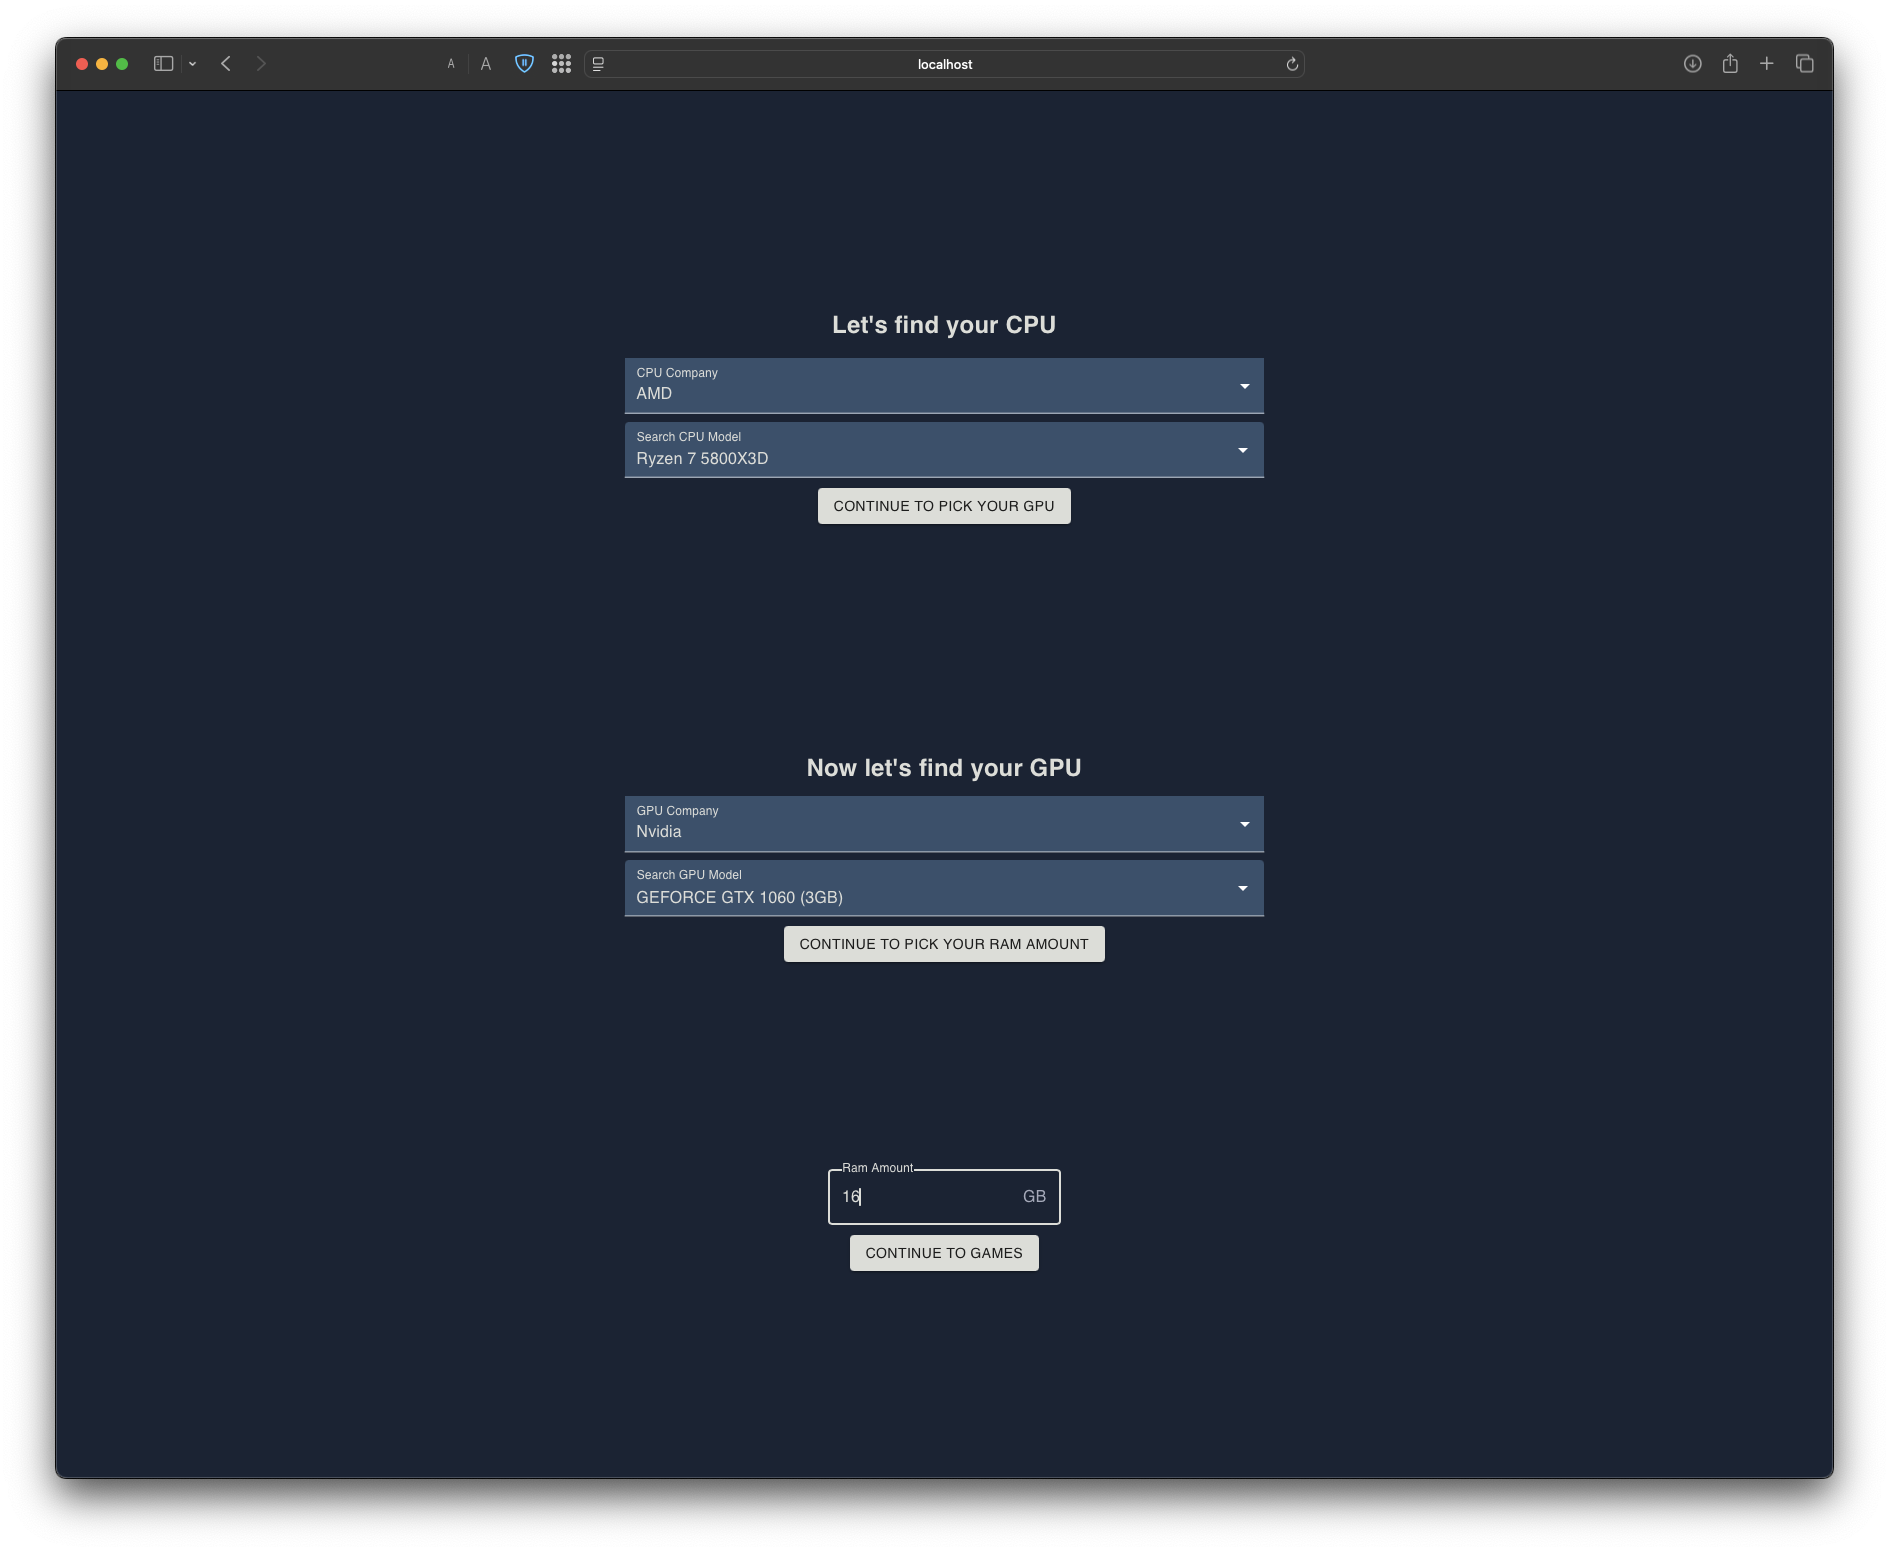 A A localhost
Let's find your CPU
CPU Company
AMD
Search CPU Model
Ryzen 7 5800X3D
CONTINUE TO PICK YOUR GPU
Now let's find your GPU
GPU Company
Nvidia
Search GPU Model
GEFORCE GTX 1060 (3GB)
CONTINUE TO PICK YOUR RAM AMOUNT
Ram Amount
16 GB
CONTINUE TO GAMES